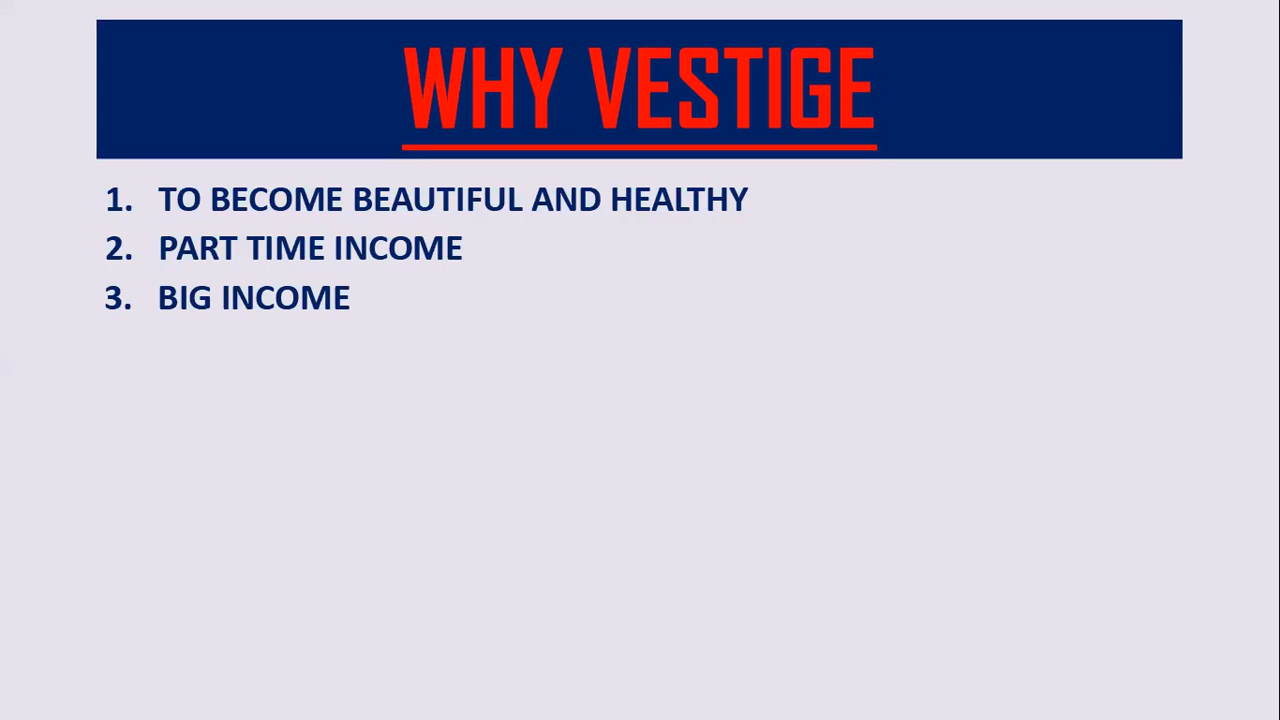 WHY VESTIGE
1. TO BECOME BEAUTIFUL AND HEALTHY
2. PART TIME INCOME
3. BIG INCOME